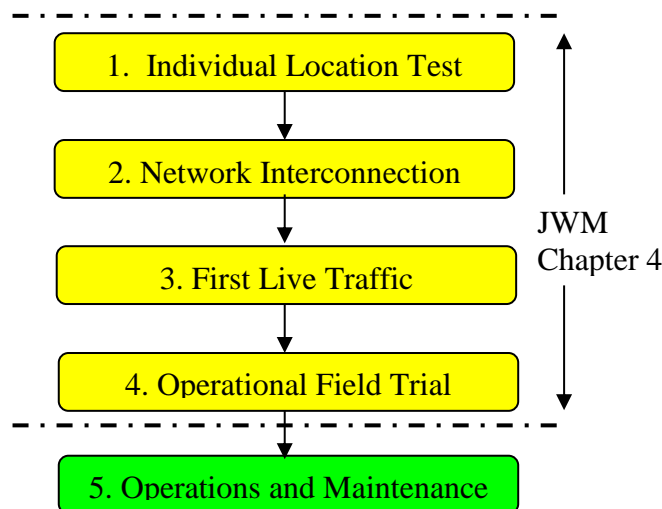 1. Individual Location Test
2. Network Interconnection
3. First Live Traffic
4. Operational Field Trial
JWM
Chapter 4
5. Operations and Maintenance